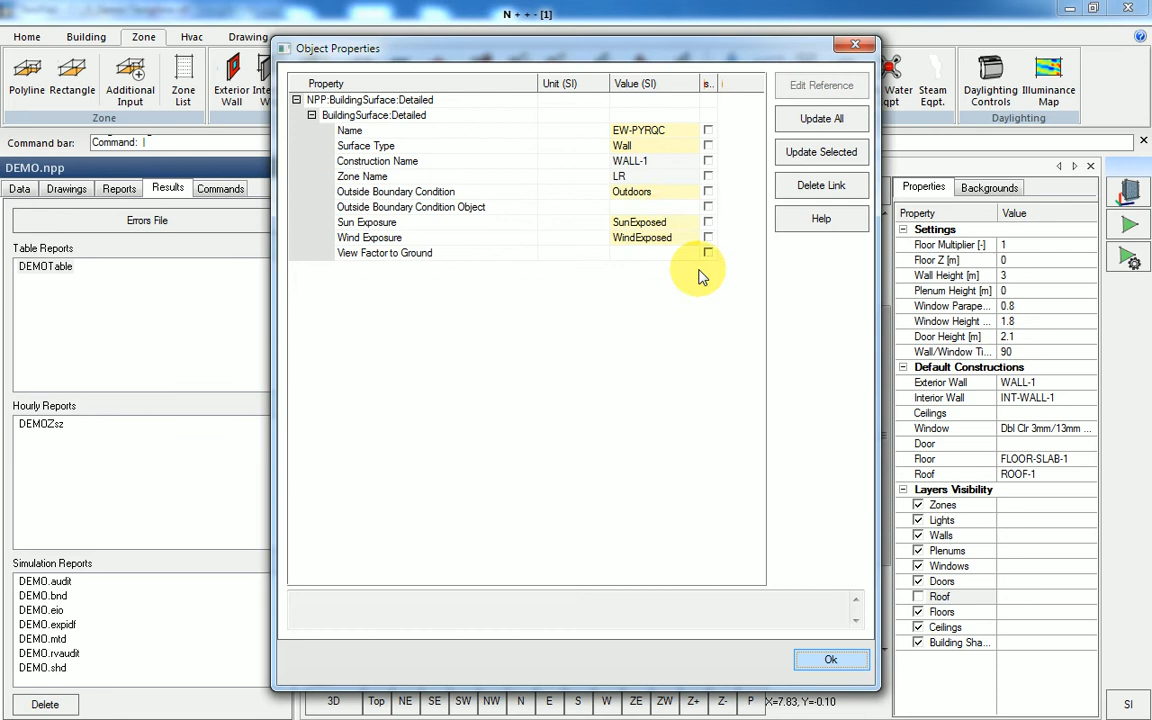 N + + - [1]
Home Building Zone Hvac Drawing
Polyline Rectangle Additional Input Zone List Exterior Wall Water Eqpt Steam Eqpt. Daylighting Controls Illuminance Map
Zone Daylighting
Command bar: Command:
DEMO.npp
Data Drawings Reports Results Commands
Errors File
Table Reports
DEMOTable
Hourly Reports
DEMOZsz
Simulation Reports
DEMO.audit
DEMO.bnd
DEMO.eio
DEMO.expidf
DEMO.mtd
DEMO.rvaudit
DEMO.shd
Delete
Object Properties
Property Unit (SI) Value (SI) is..
NPP:BuildingSurface:Detailed
BuildingSurface:Detailed
Name EW-PYRQC
Surface Type Wall
Construction Name WALL-1
Zone Name LR
Outside Boundary Condition Outdoors
Outside Boundary Condition Object
Sun Exposure SunExposed
Wind Exposure WindExposed
View Factor to Ground
Edit Reference
Update All
Update Selected
Delete Link
Help
Ok
3D Top NE SE SW NW N E S W ZE ZW Z+ Z- P X=7.83, Y=-0.10
Properties Backgrounds
Property Value
Settings
Floor Multiplier [-] 1
Floor Z [m] 0
Wall Height [m] 3
Plenum Height [m] 0
Window Parape... 0.8
Window Height ... 1.8
Door Height [m] 2.1
Wall/Window Ti... 90
Default Constructions
Exterior Wall WALL-1
Interior Wall INT-WALL-1
Ceilings
Window Dbl Clr 3mm/13mm ...
Door
Floor FLOOR-SLAB-1
Roof ROOF-1
Layers Visibility
Zones
Lights
Walls
Plenums
Windows
Doors
Roof
Floors
Ceilings
Building Sha...
SI